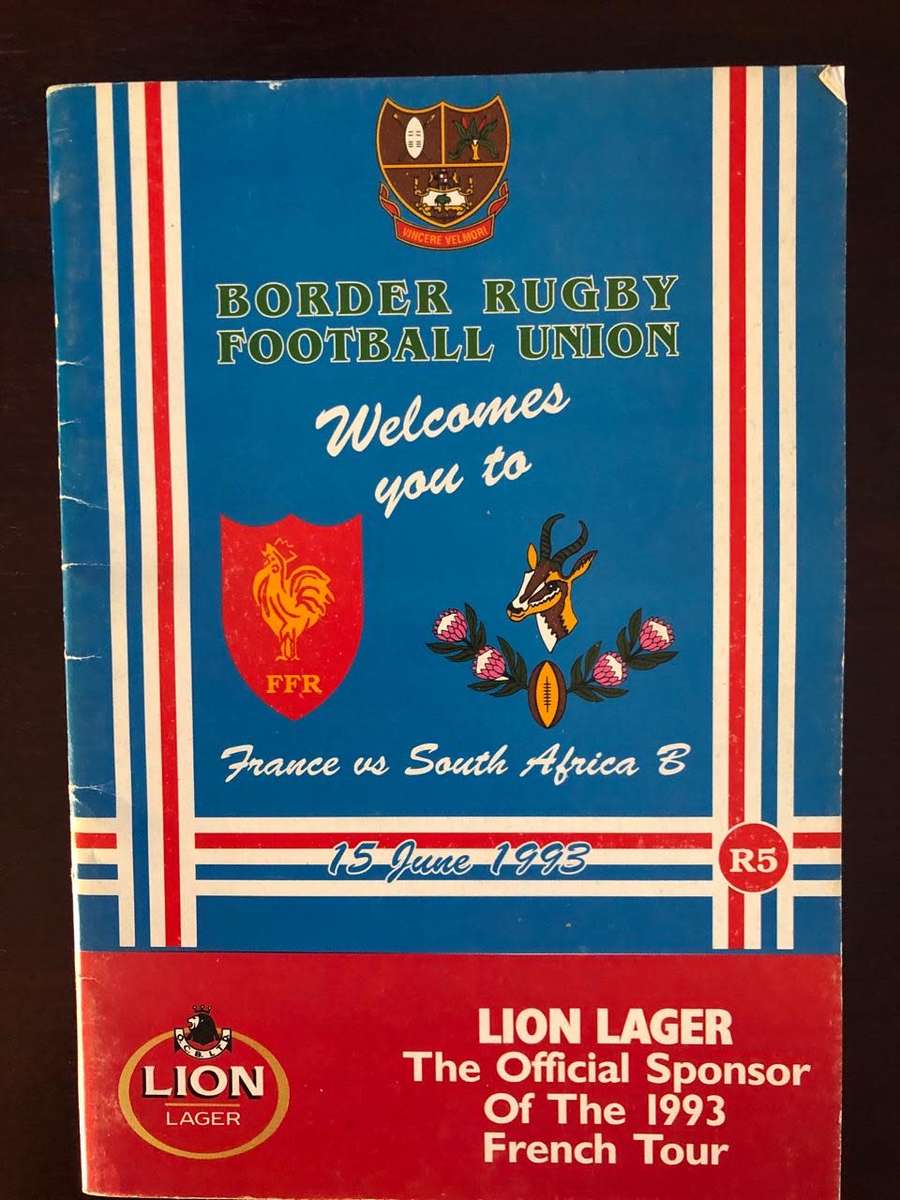 VINCERE VELMORI
BORDER RUGBY
FOOTBALL UNION
Welcomes
you to
FFR
France vs South Africa B
15 June 1993
R5
O.C.B. LTD
LION
LAGER
LION LAGER
The Official Sponsor
Of The 1993
French Tour